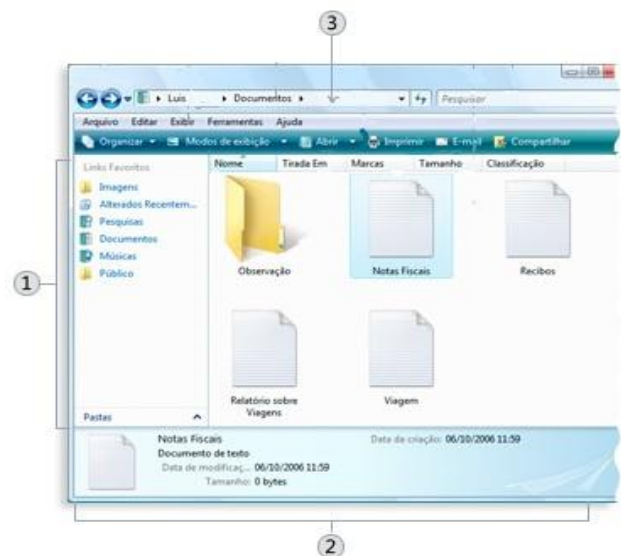 3
Luis Documentos
Pesquisar
Arquivo Editar Exibir Ferramentas Ajuda
Organizar Modos de exibição Abrir Imprimir E-mail Compartilhar
Links Favoritos
Nome Tirada Em Marcas Tamanho Classificação
Imagens
Alterados Recentem...
Pesquisas
Documentos
Músicas
Público
1
Observação Notas Fiscais Recibos
Relatório sobre Viagens
Viagem
Pastas
Notas Fiscais
Documento de texto
Data de modificaç... 06/10/2006 11:59
Tamanho: 0 bytes
Data de criação: 06/10/2006 11:59
2